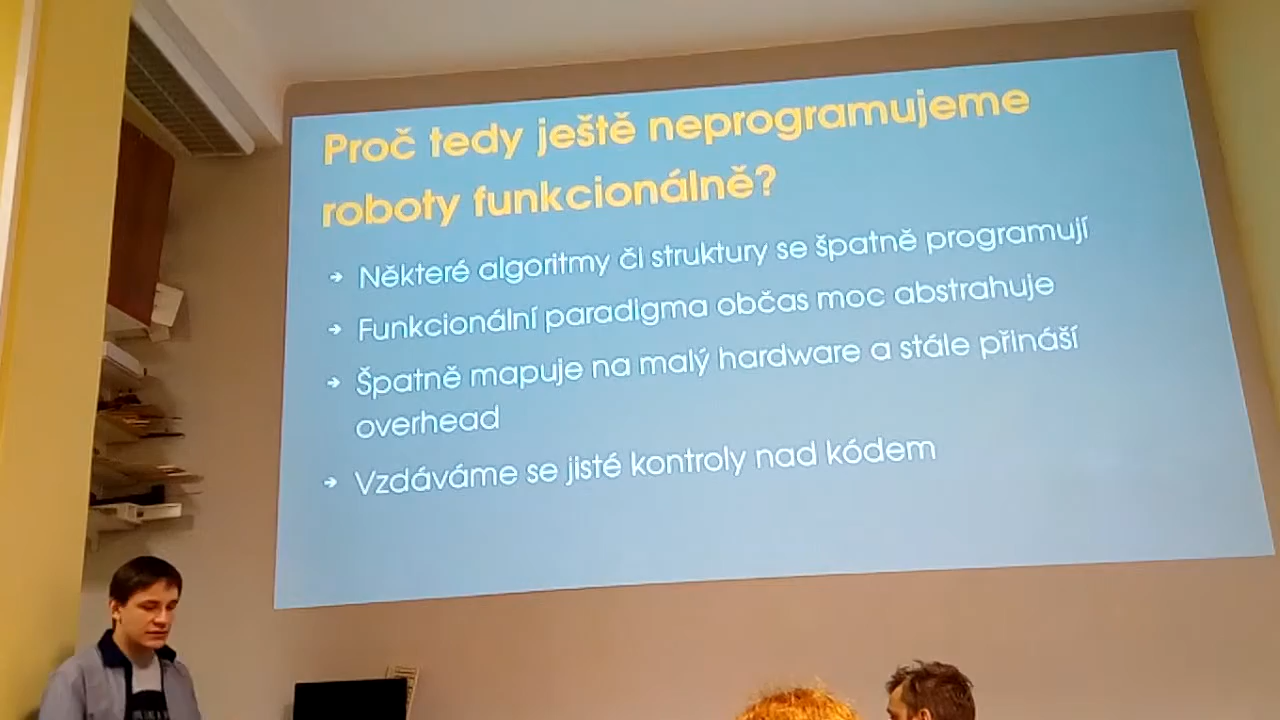 Proč tedy ještě neprogramujeme
roboty funkcionálně?
→ Některé algoritmy či struktury se špatně programují
→ Funkcionální paradigma občas moc abstrahuje
→ Špatně mapuje na malý hardware a stále přináší
overhead
→ Vzdáváme se jisté kontroly nad kódem